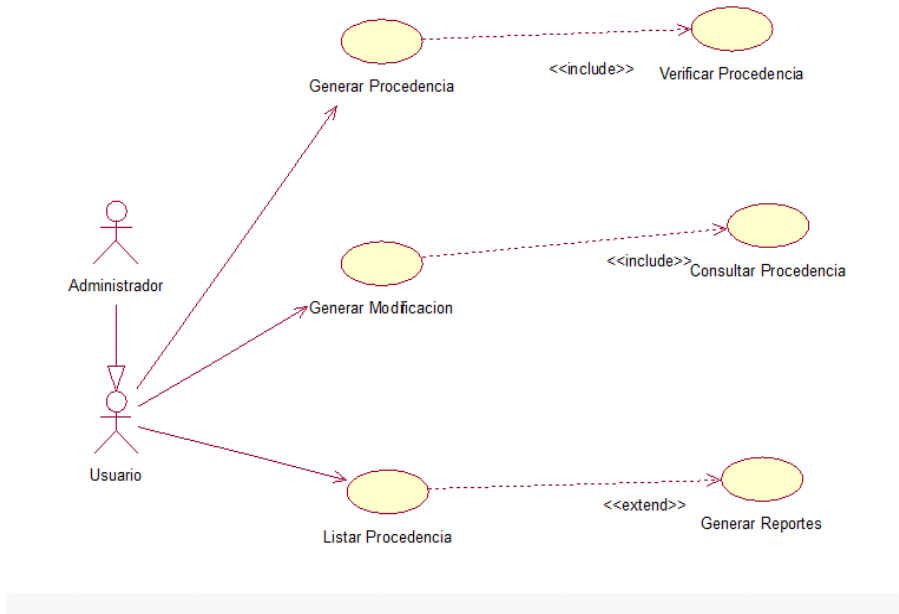 Generar Procedencia
<<include>>
Verificar Procedencia
Administrador
Generar Modificacion
<<include>>
Consultar Procedencia
Usuario
Listar Procedencia
<<extend>>
Generar Reportes